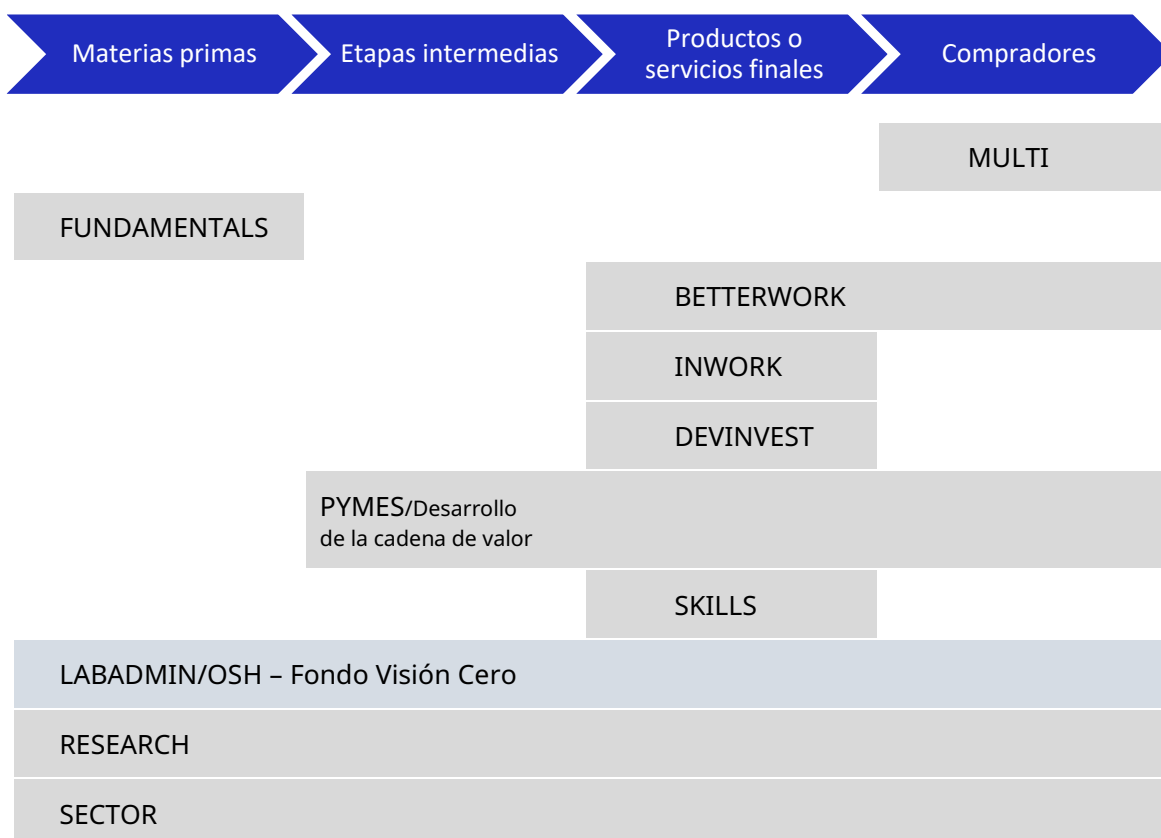 Materias primas
Etapas intermedias
Productos o
servicios finales
Compradores
MULTI
FUNDAMENTALS
BETTERWORK
INWORK
DEVINVEST
PYMES/Desarrollo
de la cadena de valor
SKILLS
LABADMIN/OSH – Fondo Visión Cero
RESEARCH
SECTOR